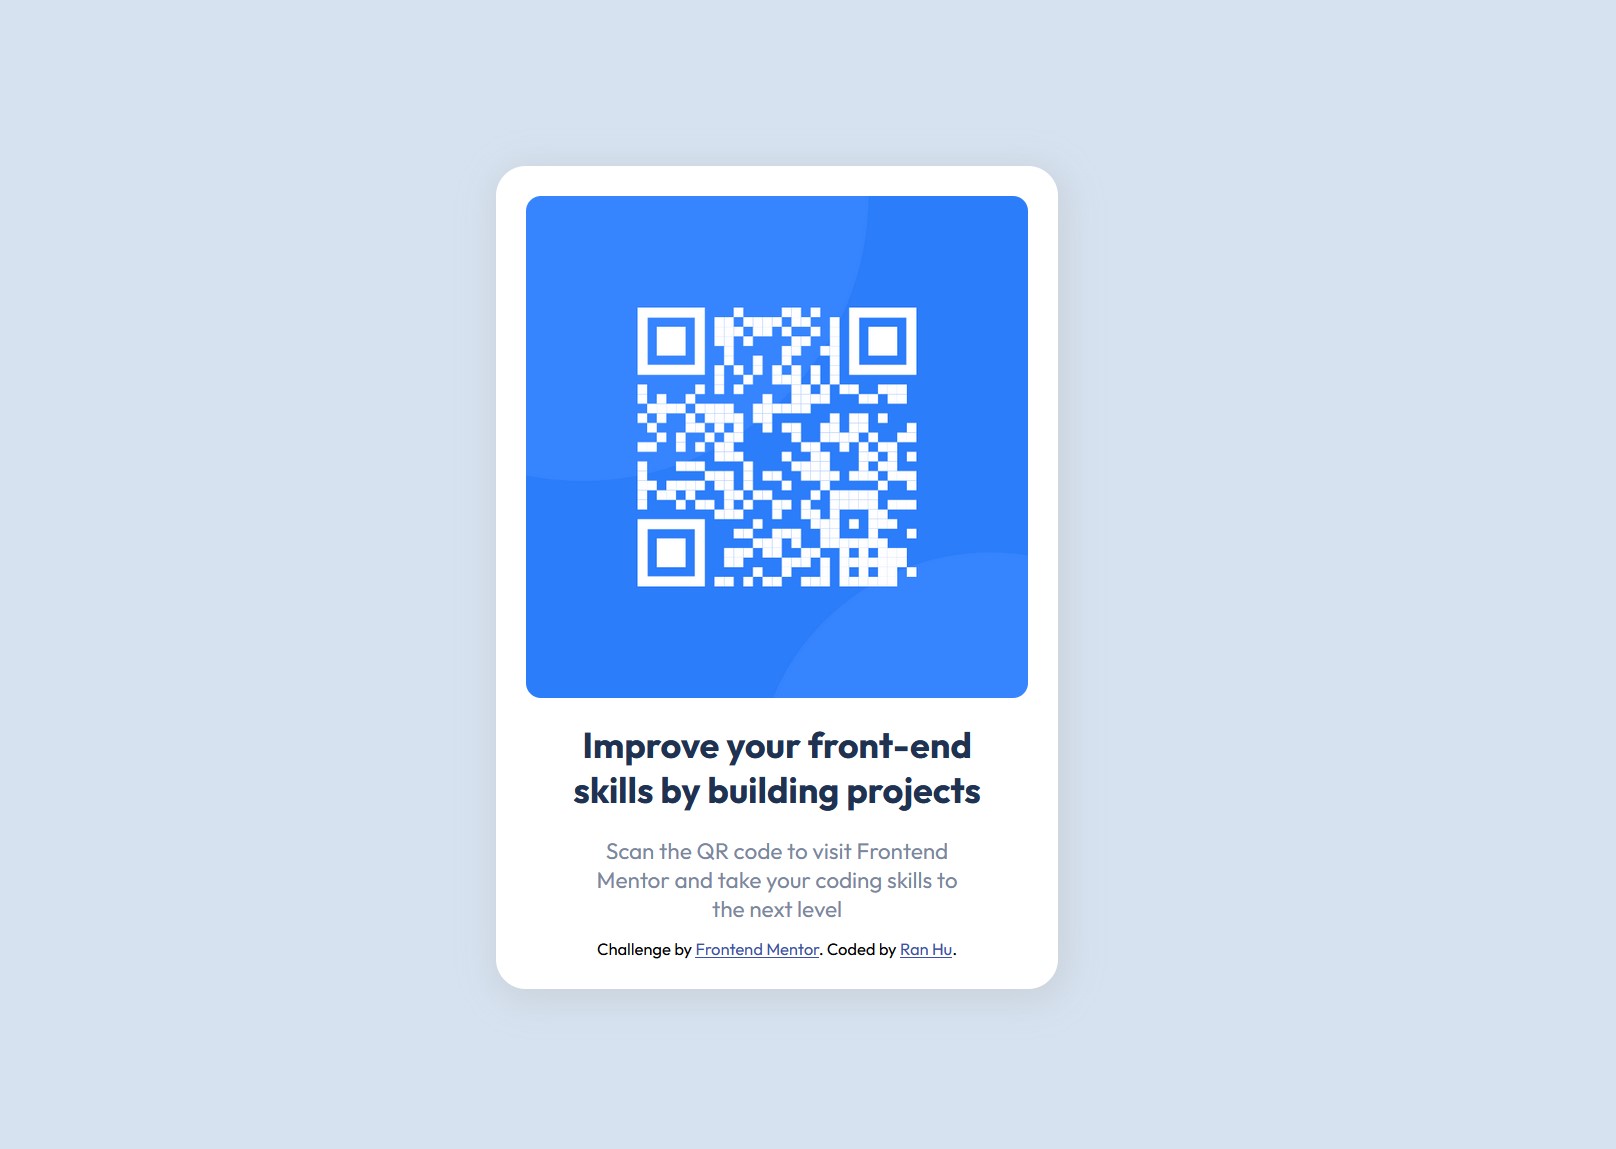 Improve your front-end
skills by building projects
Scan the QR code to visit Frontend
Mentor and take your coding skills to
the next level
Challenge by Frontend Mentor. Coded by Ran Hu.